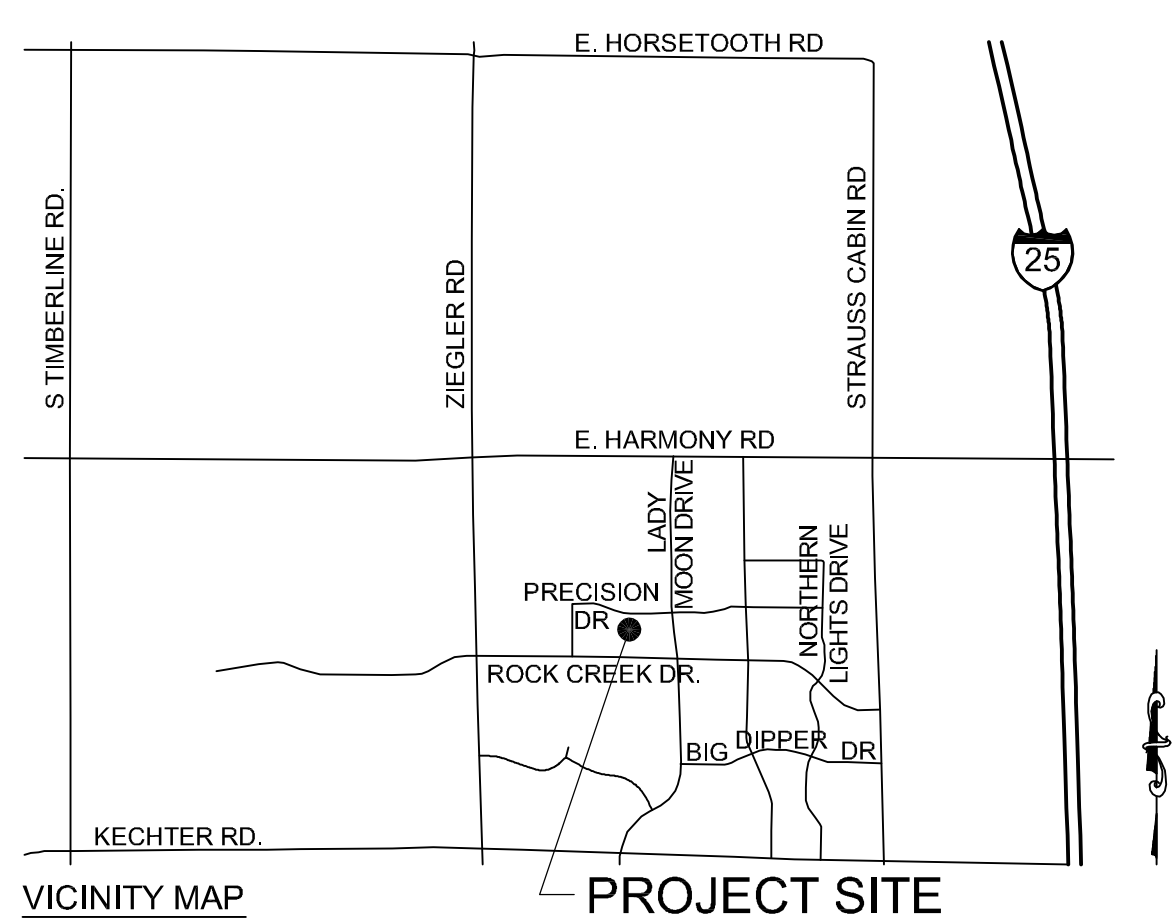 E. HORSETOOTH RD
S TIMBERLINE RD.
ZIEGLER RD
STRAUSS CABIN RD
25
E. HARMONY RD
LADY
MOON DRIVE
NORTHERN
LIGHTS DRIVE
PRECISION
DR
ROCK CREEK DR.
BIG DIPPER DR
KECHTER RD.
VICINITY MAP
PROJECT SITE